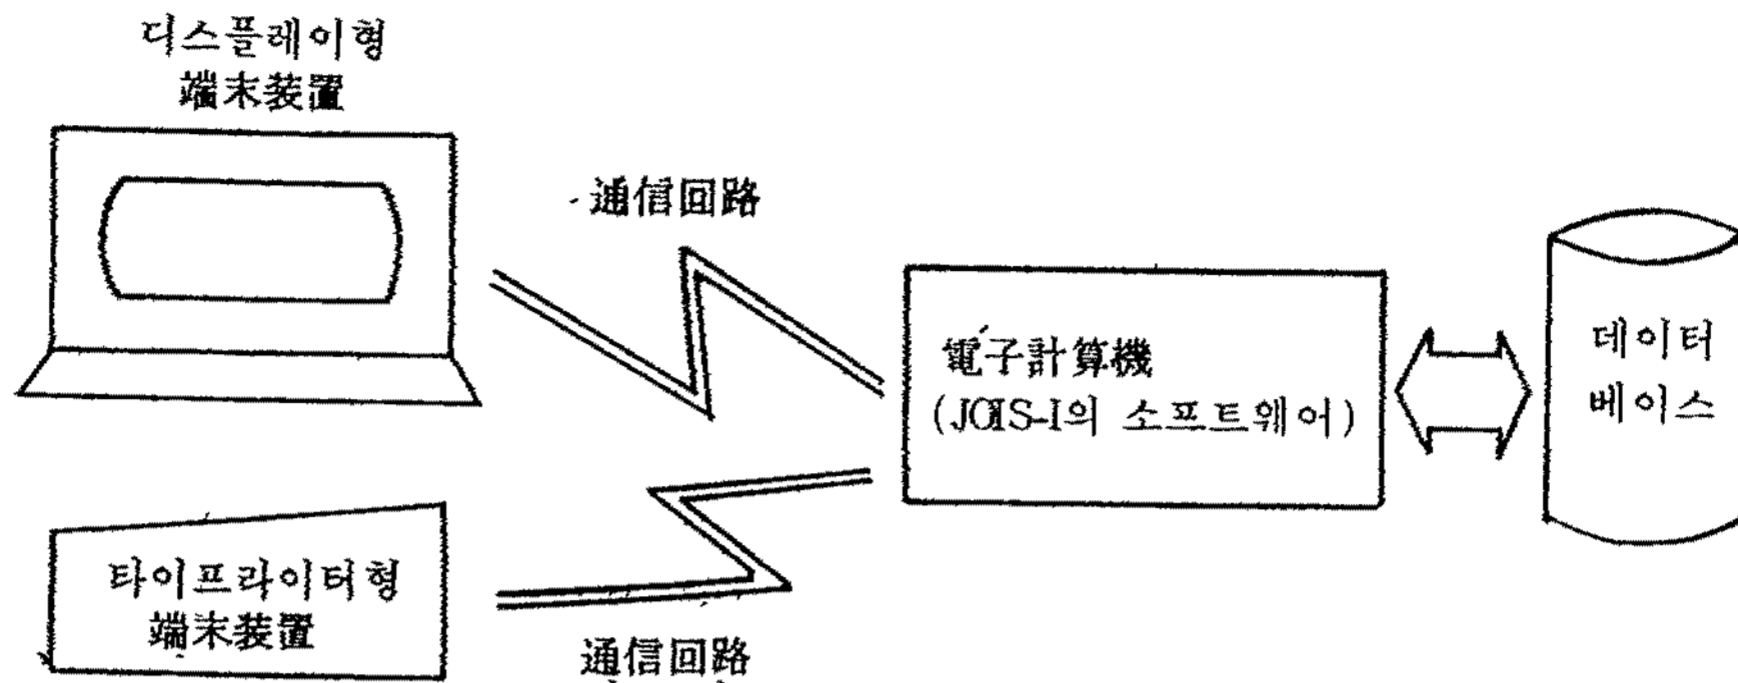 디스플레이형
端末装置
通信回路
電子計算機
(JOIS-I의 소프트웨어)
데이터
베이스
타이프라이터형
端末装置
通信回路